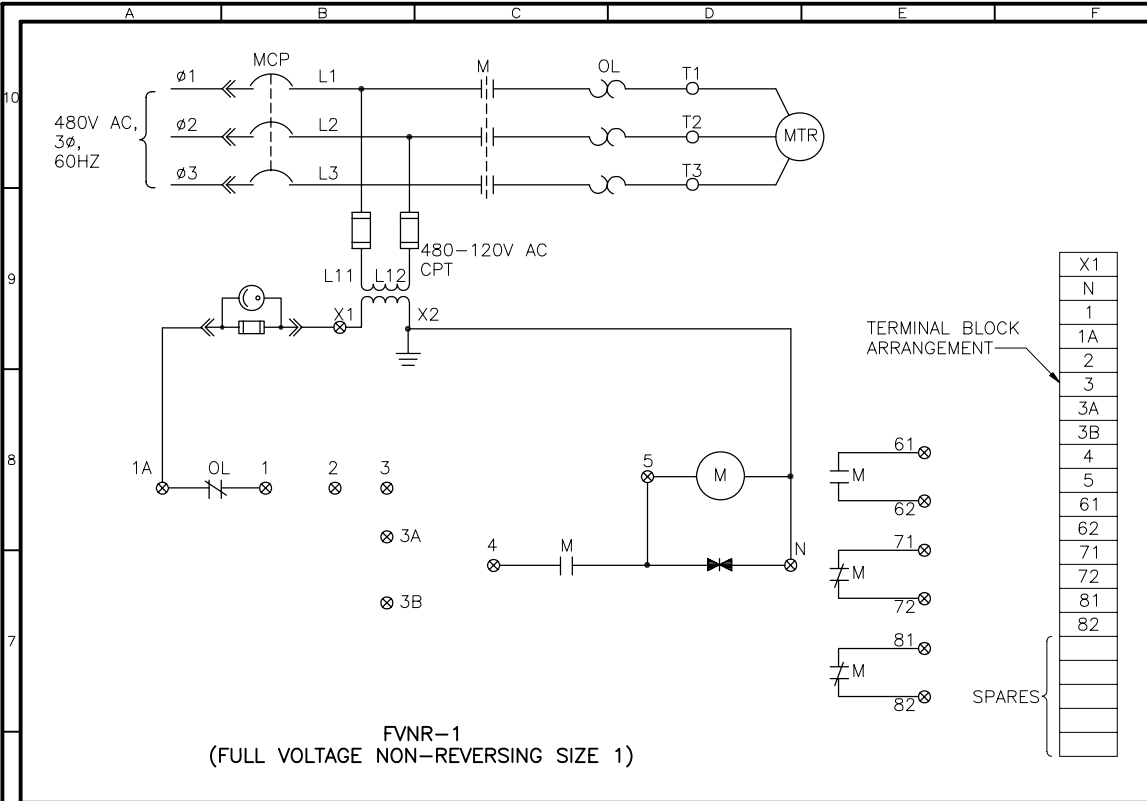 A B C D E F
10
MCP
M
OL
ø1
L1
T1
480V AC,
3ø,
60HZ
ø2
L2
T2
MTR
ø3
L3
T3
9
480-120V AC
CPT
L11 L12
X1
X2
TERMINAL BLOCK
ARRANGEMENT
8
1A
OL
1
2
3
3A
3B
4
M
5
M
N
61
M
62
71
M
72
7
81
M
82
X1
N
1
1A
2
3
3A
3B
4
5
61
62
71
72
81
82
SPARES
FVNR-1
(FULL VOLTAGE NON-REVERSING SIZE 1)